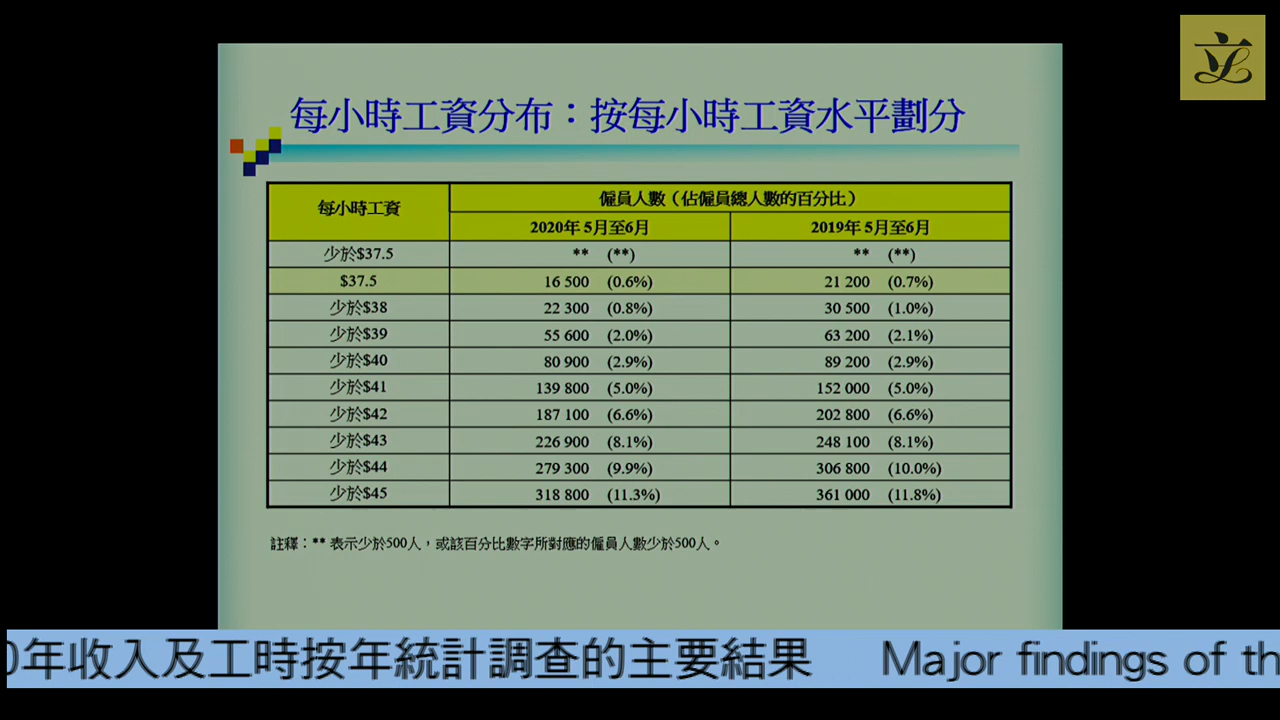 每小時工資分布：按每小時工資水平劃分
每小時工資 僱員人數（佔僱員總人數的百分比）
2020年 5月至6月 2019年 5月至6月
少於$37.5 ** (**) ** (**)
$37.5 16 500 (0.6%) 21 200 (0.7%)
少於$38 22 300 (0.8%) 30 500 (1.0%)
少於$39 55 600 (2.0%) 63 200 (2.1%)
少於$40 80 900 (2.9%) 89 200 (2.9%)
少於$41 139 800 (5.0%) 152 000 (5.0%)
少於$42 187 100 (6.6%) 202 800 (6.6%)
少於$43 226 900 (8.1%) 248 100 (8.1%)
少於$44 279 300 (9.9%) 306 800 (10.0%)
少於$45 318 800 (11.3%) 361 000 (11.8%)
註釋：** 表示少於500人，或該百分比數字所對應的僱員人數少於500人。
0年收入及工時按年統計調查的主要結果 Major findings of th